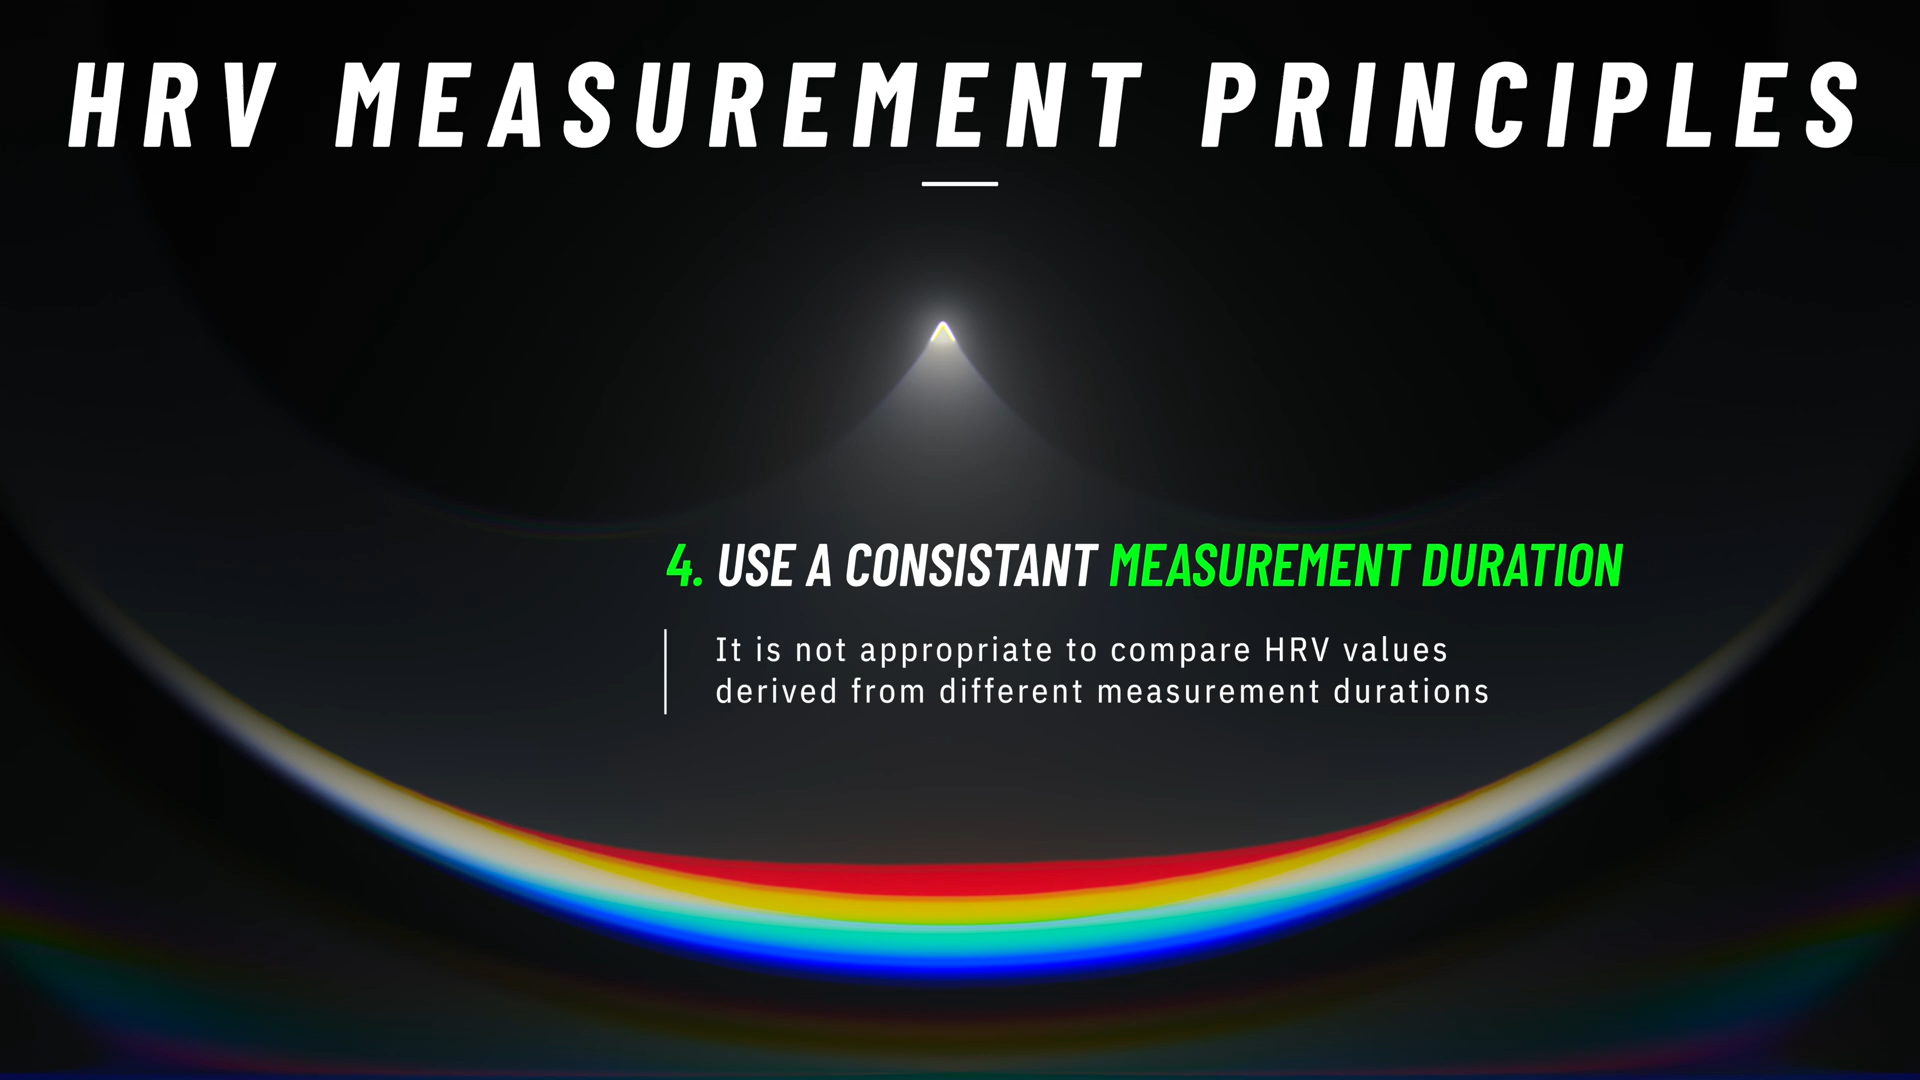 HRV MEASUREMENT PRINCIPLES
4. USE A CONSISTANT MEASUREMENT DURATION
It is not appropriate to compare HRV values
derived from different measurement durations